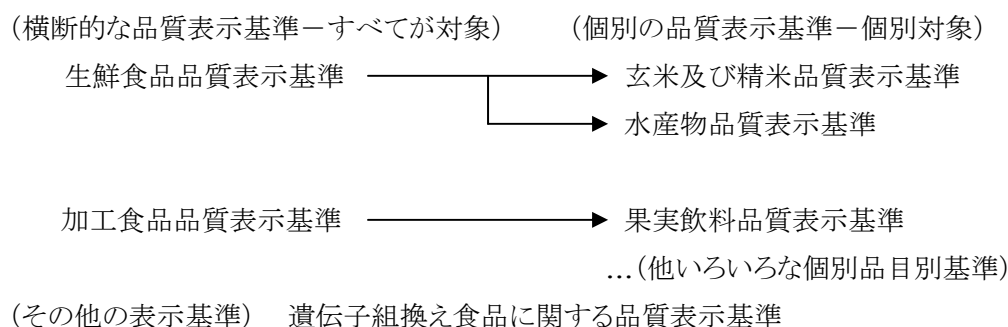 （横断的な品質表示基準－すべてが対象）　（個別の品質表示基準－個別対象）
生鮮食品品質表示基準　玄米及び精米品質表示基準
水産物品質表示基準
加工食品品質表示基準　果実飲料品質表示基準
…（他いろいろな個別品目別基準）
（その他の表示基準）　遺伝子組換え食品に関する品質表示基準